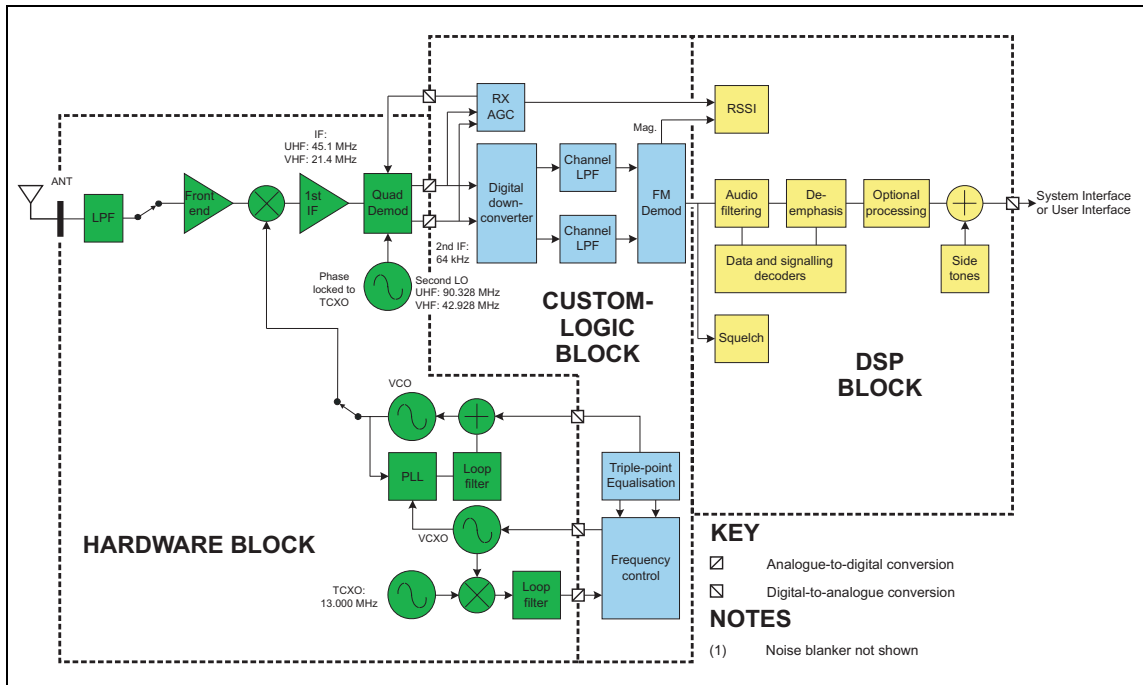 RX
AGC
RSSI
Mag.
IF:
UHF: 45.1 MHz
VHF: 21.4 MHz
ANT
LPF
Front
end
1st
IF
Quad
Demod
Digital
down-
converter
Channel
LPF
Channel
LPF
FM
Demod
Audio
filtering
De-
emphasis
Optional
processing
System Interface
or User Interface
2nd IF:
64 kHz
Data and signalling
decoders
Side
tones
Phase
locked to
TCXO
Second LO
UHF: 90.328 MHz
VHF: 42.928 MHz
CUSTOM-
LOGIC
BLOCK
Squelch
DSP
BLOCK
VCO
PLL
Loop
filter
Triple-point
Equalisation
VCXO
HARDWARE BLOCK
Frequency
control
TCXO:
13.000 MHz
Loop
filter
KEY
Analogue-to-digital conversion
Digital-to-analogue conversion
NOTES
(1) Noise blanker not shown